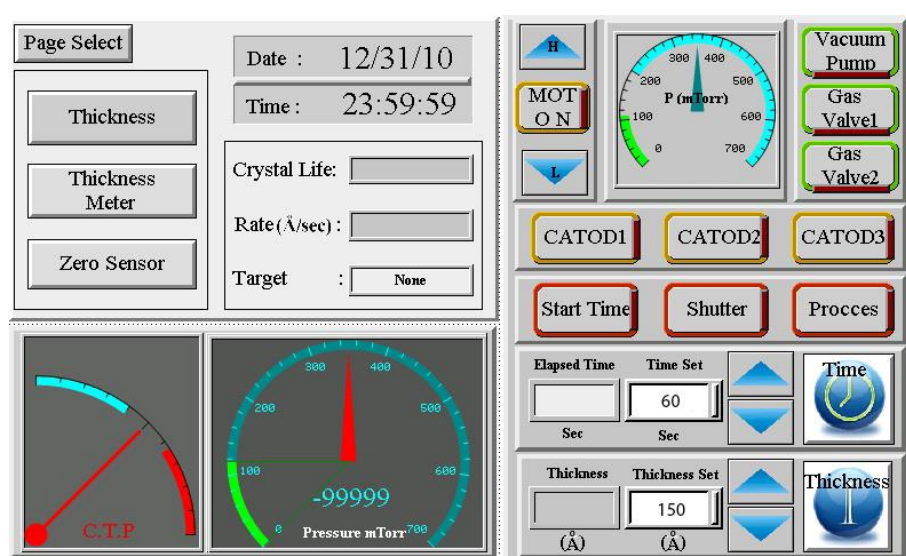 Page Select
Thickness
Thickness
Meter
Zero Sensor
Date : 12/31/10
Time : 23:59:59
Crystal Life:
Rate (Å/sec) :
Target : None
C.T.P
0
100
200
300
400
500
600
700
-99999
Pressure mTorr
H
MOT
O N
L
0
100
200
300
400
500
600
700
P (mTorr)
Vacuum
Pump
Gas
Valve1
Gas
Valve2
CATOD1 CATOD2 CATOD3
Start Time Shutter Procces
Elapsed Time Time Set
60
Sec Sec
Time
Thickness Thickness Set
150
(Å) (Å)
Thickness